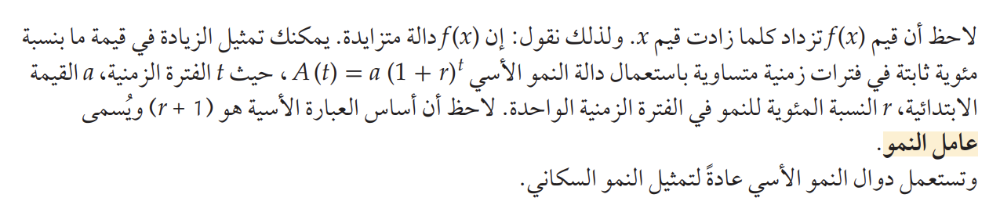 لاحظ أن قيم f(x) تزداد كلما زادت قيم x. ولذلك نقول: إن f(x) دالة متزايدة. يمكنك تمثيل الزيادة في قيمة ما بنسبة
مئوية ثابتة في فترات زمنية متساوية باستعمال دالة النمو الأسي A(t) = a (1 + r)^t ، حيث t الفترة الزمنية، a القيمة
الابتدائية، r النسبة المئوية للنمو في الفترة الزمنية الواحدة. لاحظ أن أساس العبارة الأسية هو (r + 1) ويُسمى
عامل النمو.
وتستعمل دوال النمو الأسي عادةً لتمثيل النمو السكاني.